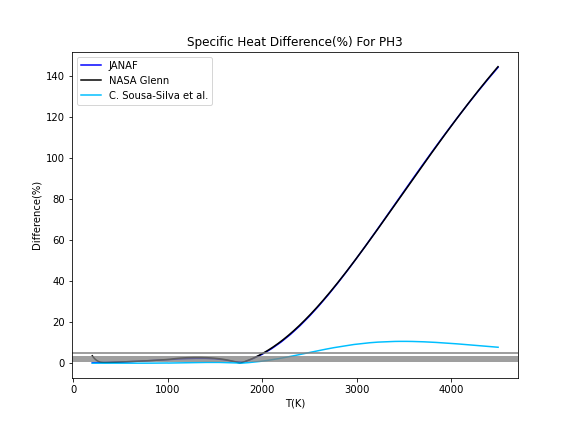 Specific Heat Difference(%) For PH3
JANAF
NASA Glenn
C. Sousa-Silva et al.
140
120
100
80
60
40
20
0
Difference(%)
0 1000 2000 3000 4000
T(K)